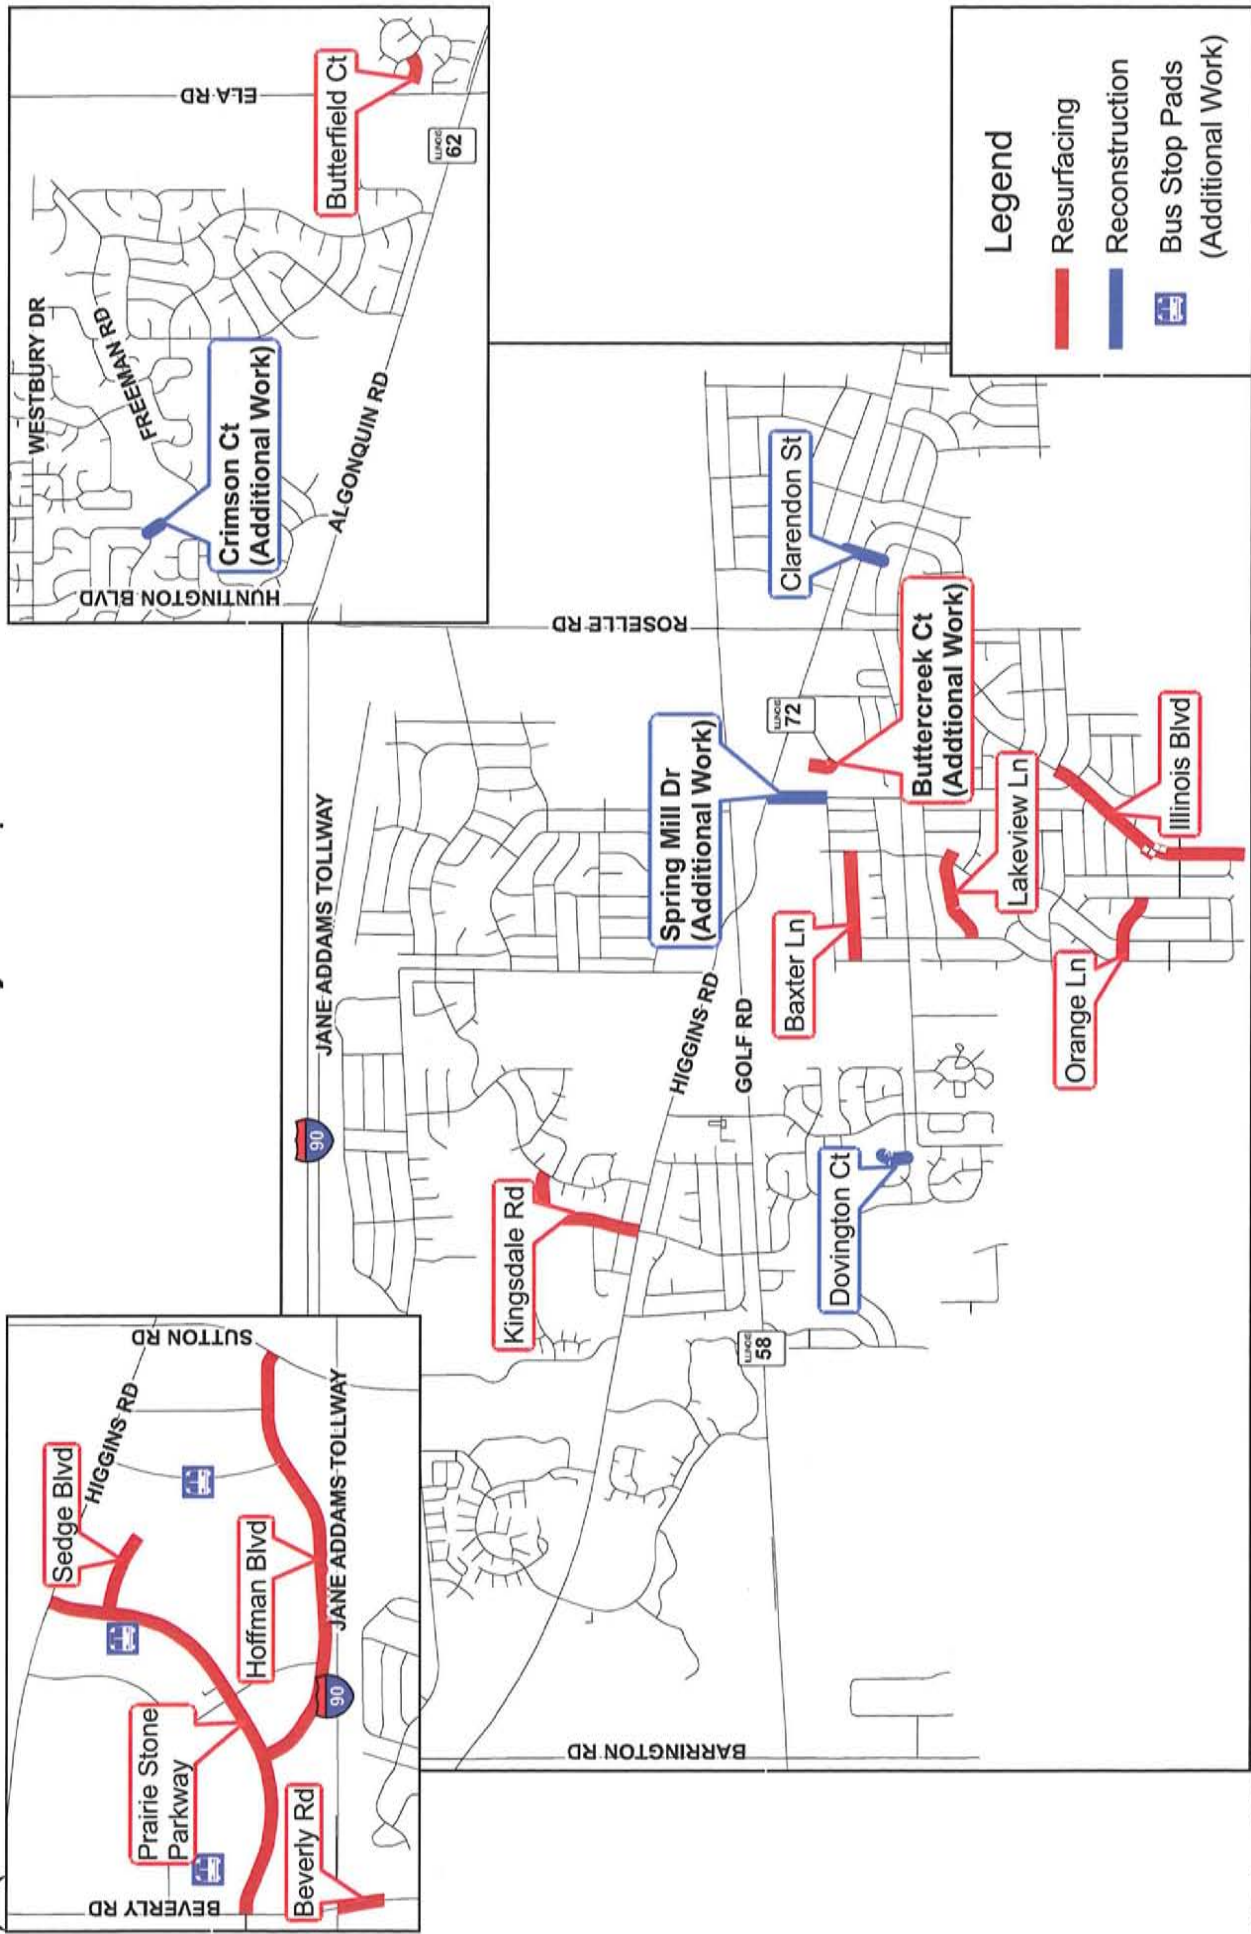 BEVERLY RD
Beverly Rd
Prairie Stone
Parkway
Sedge Blvd
HIGGINS RD
Hoffman Blvd
90
JANE ADDAMS TOLLWAY
SUTTON RD
WESTBURY DR
FREEMAN RD
HUNTINGTON BLVD
Crimson Ct
(Additional Work)
ALGONQUIN RD
ELA RD
Butterfield Ct
ILLINOIS
62
90
JANE ADDAMS TOLLWAY
BARRINGTON RD
Kingsdale Rd
HIGGINS RD
GOLF RD
ILLINOIS
58
Dovington Ct
Spring Mill Dr
(Additional Work)
ROSELLE RD
ILLINOIS
72
Baxter Ln
Clarendon St
Buttercreek Ct
(Addtional Work)
Lakeview Ln
Orange Ln
Illinois Blvd
Legend
Resurfacing
Reconstruction
Bus Stop Pads
(Additional Work)